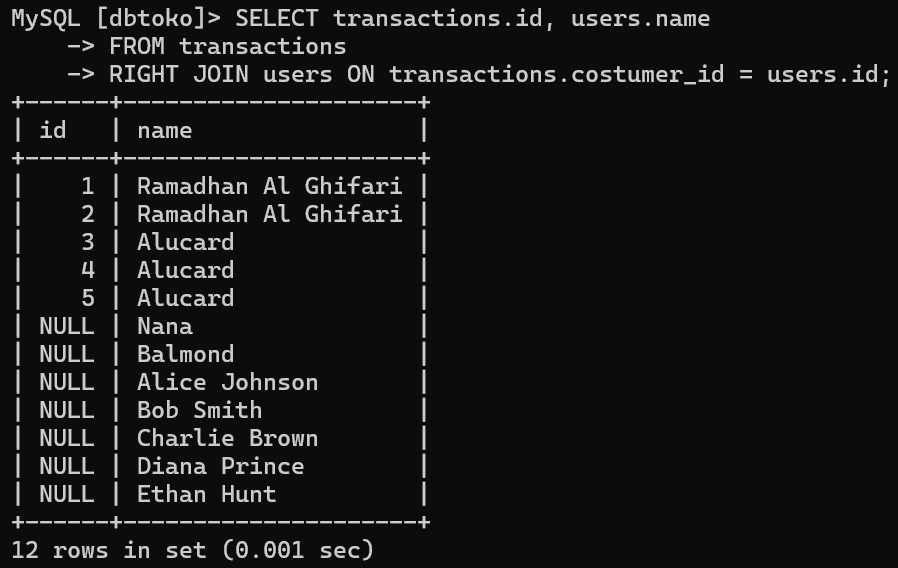 MySQL [dbtoko]> SELECT transactions.id, users.name
    -> FROM transactions
    -> RIGHT JOIN users ON transactions.costumer_id = users.id;
+------+---------------------+
| id   | name                |
+------+---------------------+
|    1 | Ramadhan Al Ghifari |
|    2 | Ramadhan Al Ghifari |
|    3 | Alucard             |
|    4 | Alucard             |
|    5 | Alucard             |
| NULL | Nana                |
| NULL | Balmond             |
| NULL | Alice Johnson       |
| NULL | Bob Smith           |
| NULL | Charlie Brown       |
| NULL | Diana Prince        |
| NULL | Ethan Hunt          |
+------+---------------------+
12 rows in set (0.001 sec)